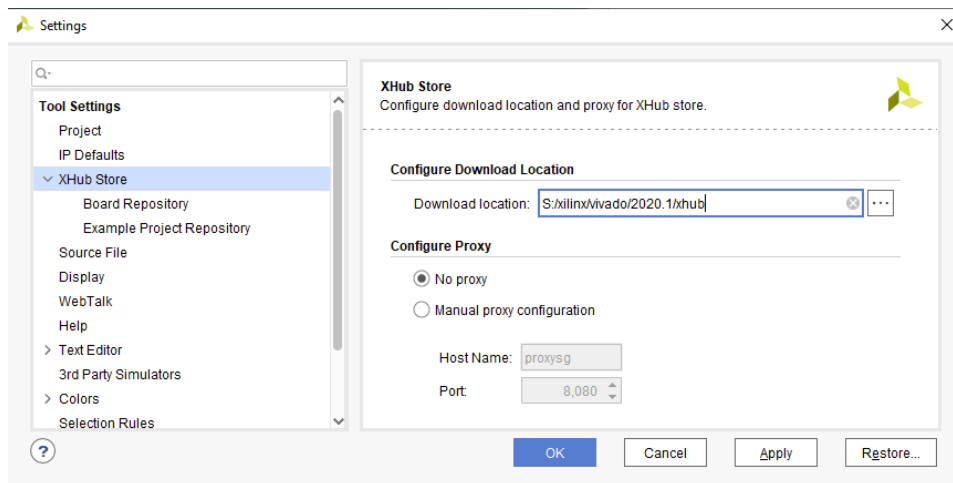 Settings
Tool Settings
Project
IP Defaults
XHub Store
Board Repository
Example Project Repository
Source File
Display
WebTalk
Help
Text Editor
3rd Party Simulators
Colors
Selection Rules
XHub Store
Configure download location and proxy for XHub store.
Configure Download Location
Download location: S:/xilinx/vivado/2020.1/xhub
Configure Proxy
No proxy
Manual proxy configuration
Host Name: proxysg
Port: 8,080
? OK Cancel Apply Restore...